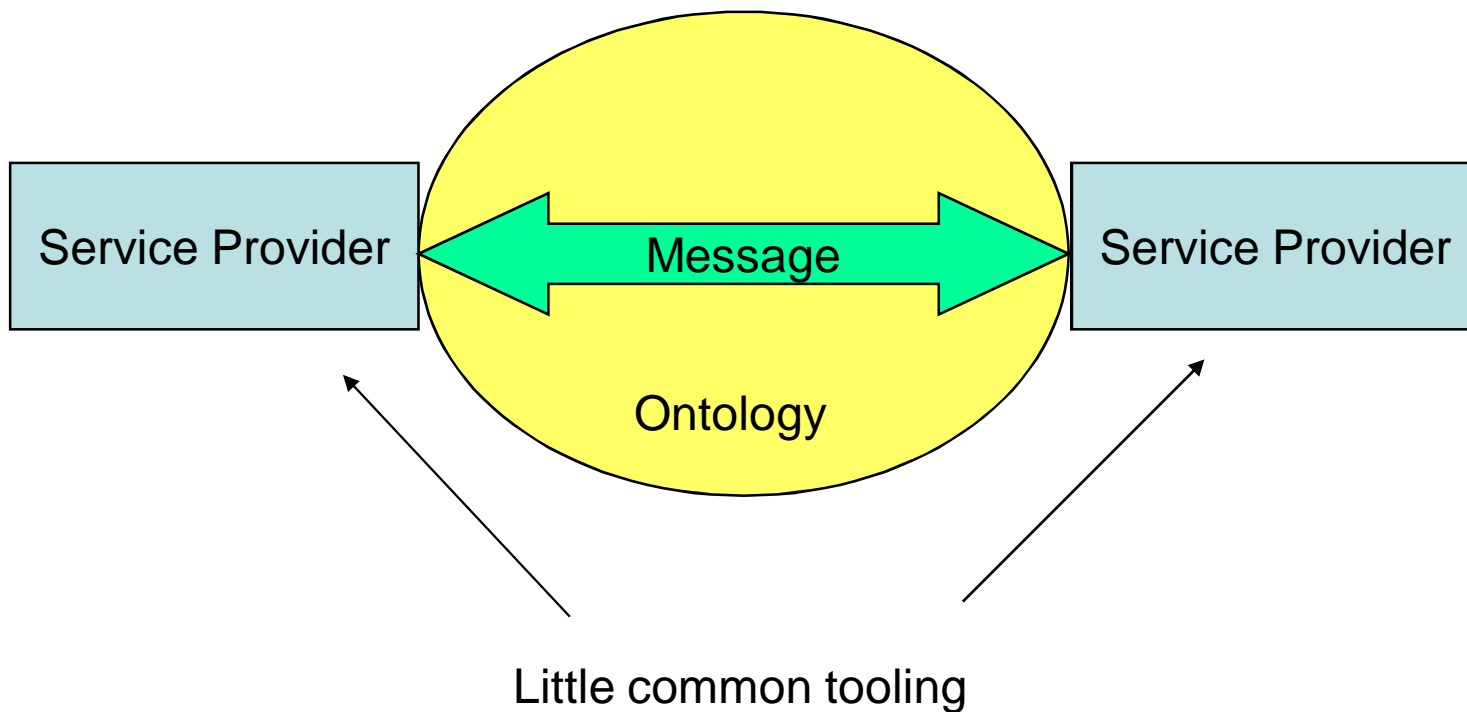 Service Provider
Message
Service Provider
Ontology
Little common tooling